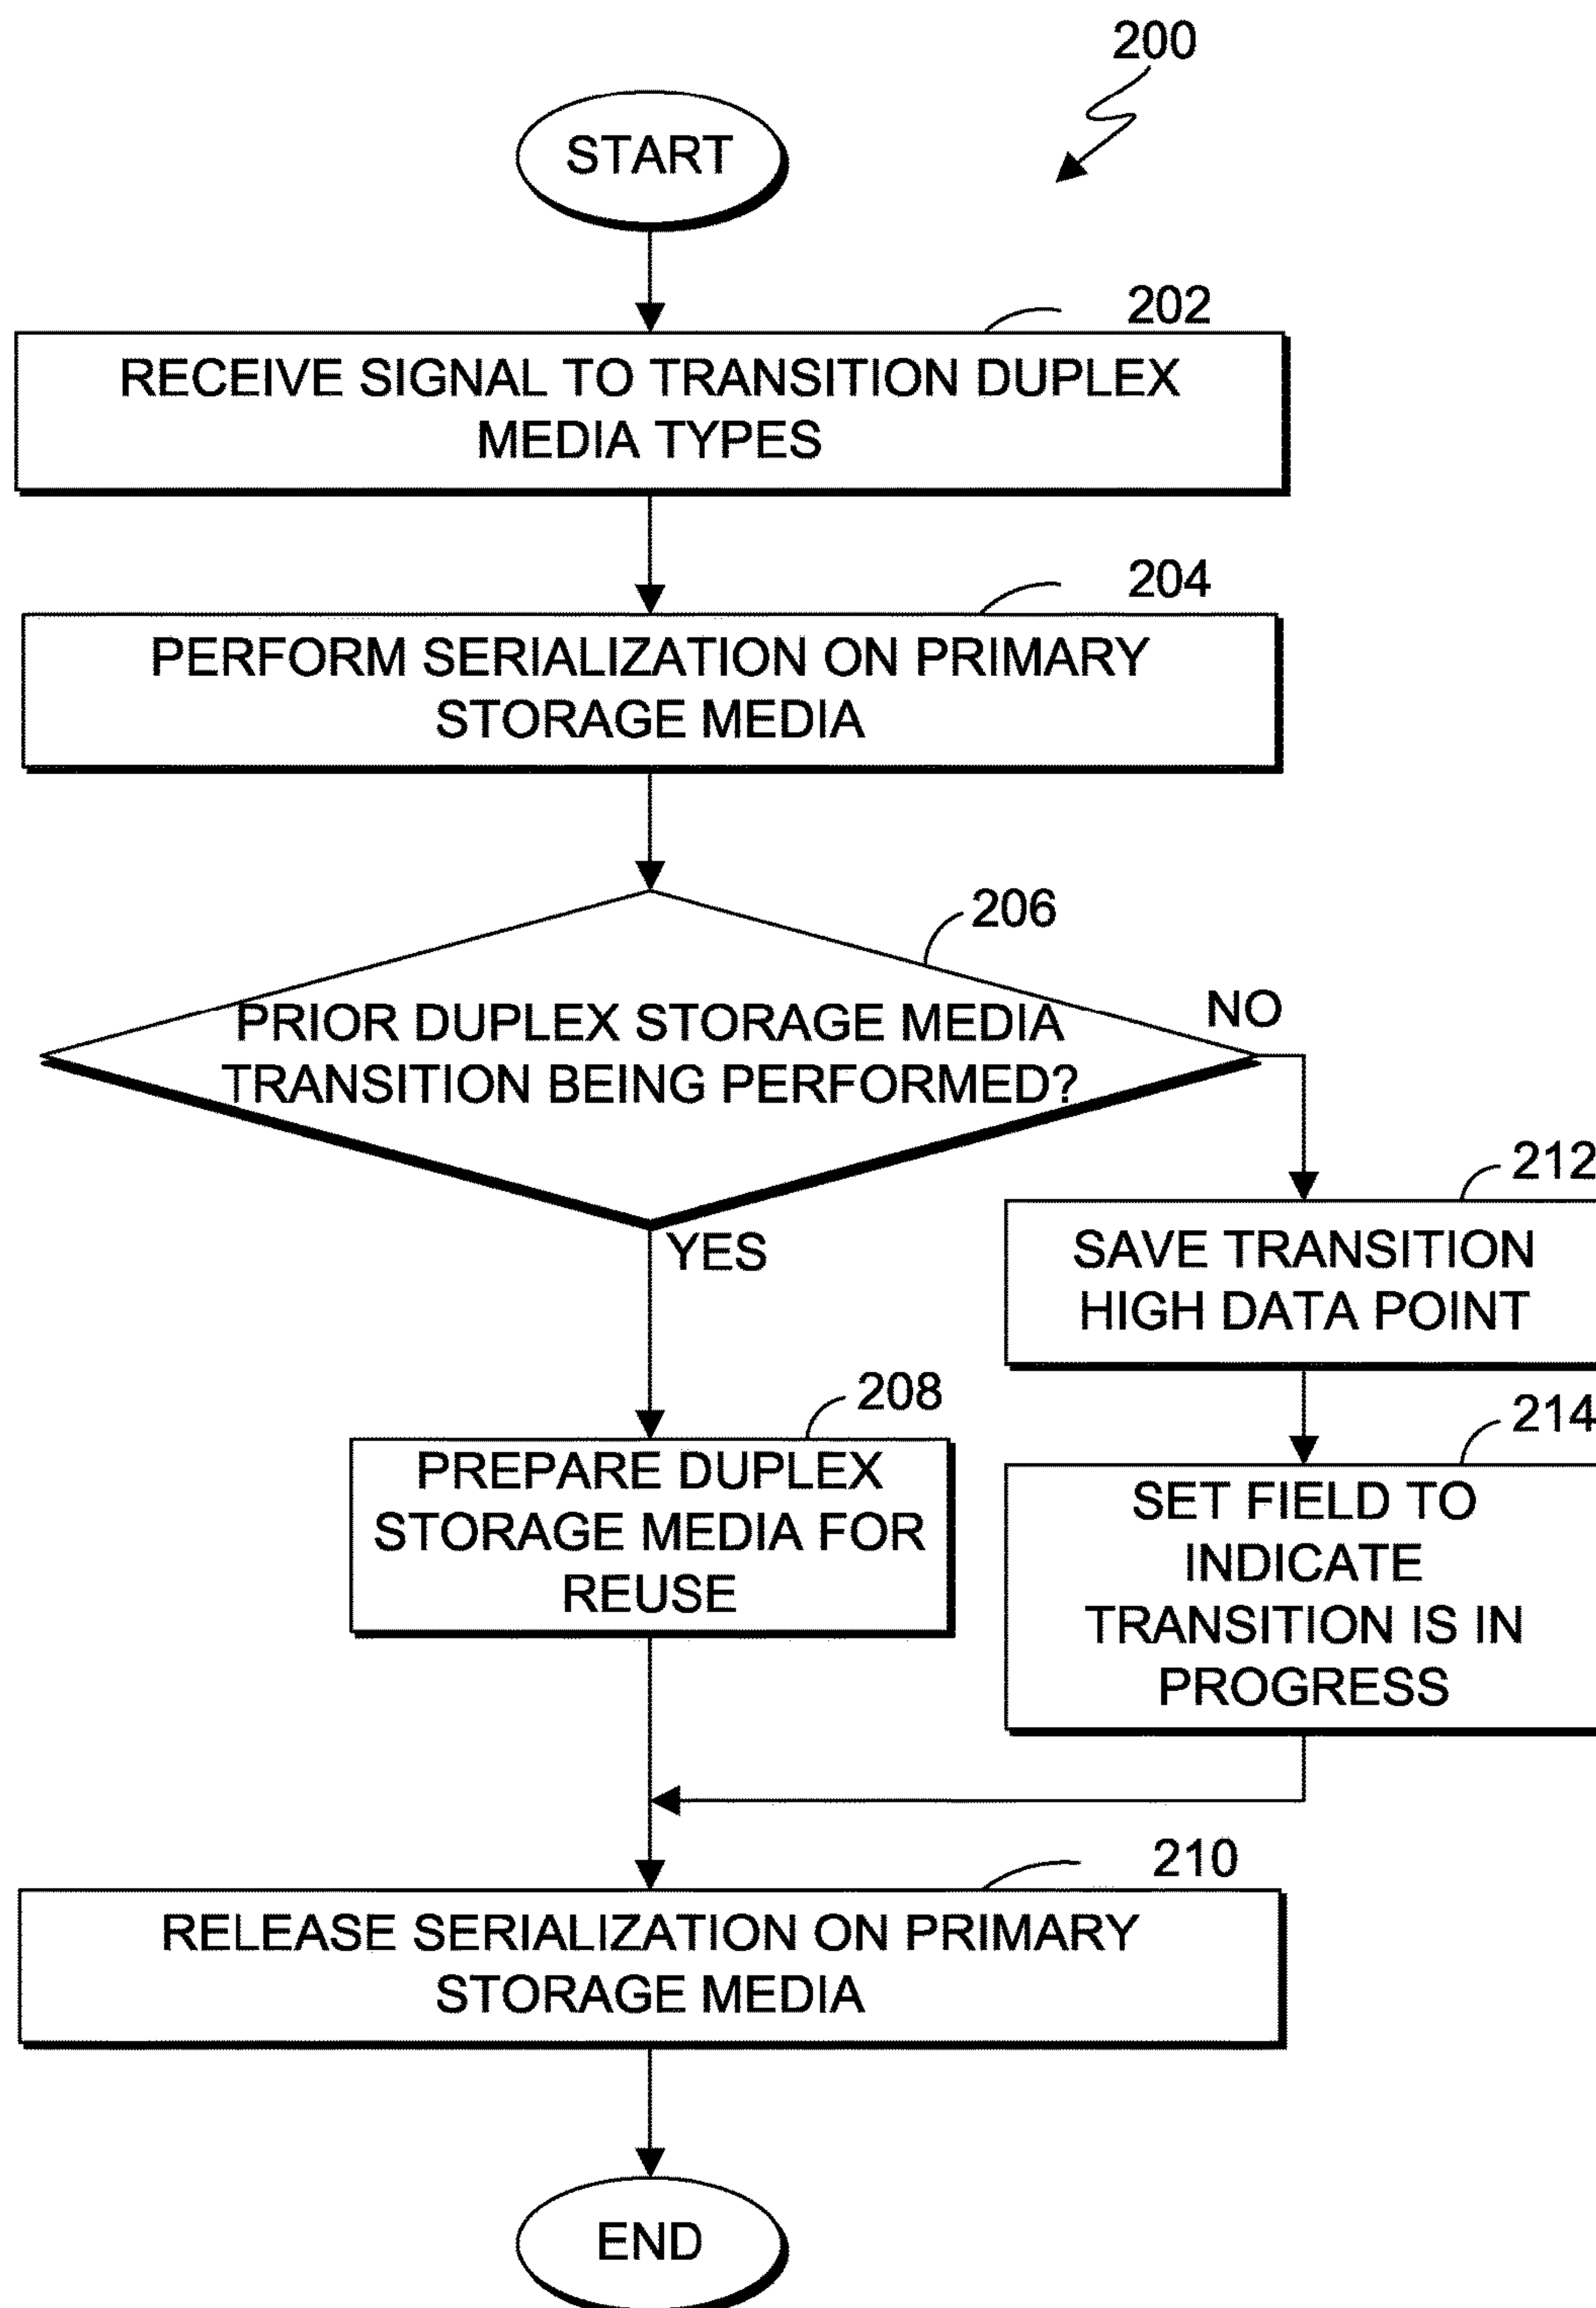 200
START
202
RECEIVE SIGNAL TO TRANSITION DUPLEX
MEDIA TYPES
204
PERFORM SERIALIZATION ON PRIMARY
STORAGE MEDIA
206
PRIOR DUPLEX STORAGE MEDIA
TRANSITION BEING PERFORMED?
NO
YES
212
SAVE TRANSITION
HIGH DATA POINT
208
PREPARE DUPLEX
STORAGE MEDIA FOR
REUSE
214
SET FIELD TO
INDICATE
TRANSITION IS IN
PROGRESS
210
RELEASE SERIALIZATION ON PRIMARY
STORAGE MEDIA
END